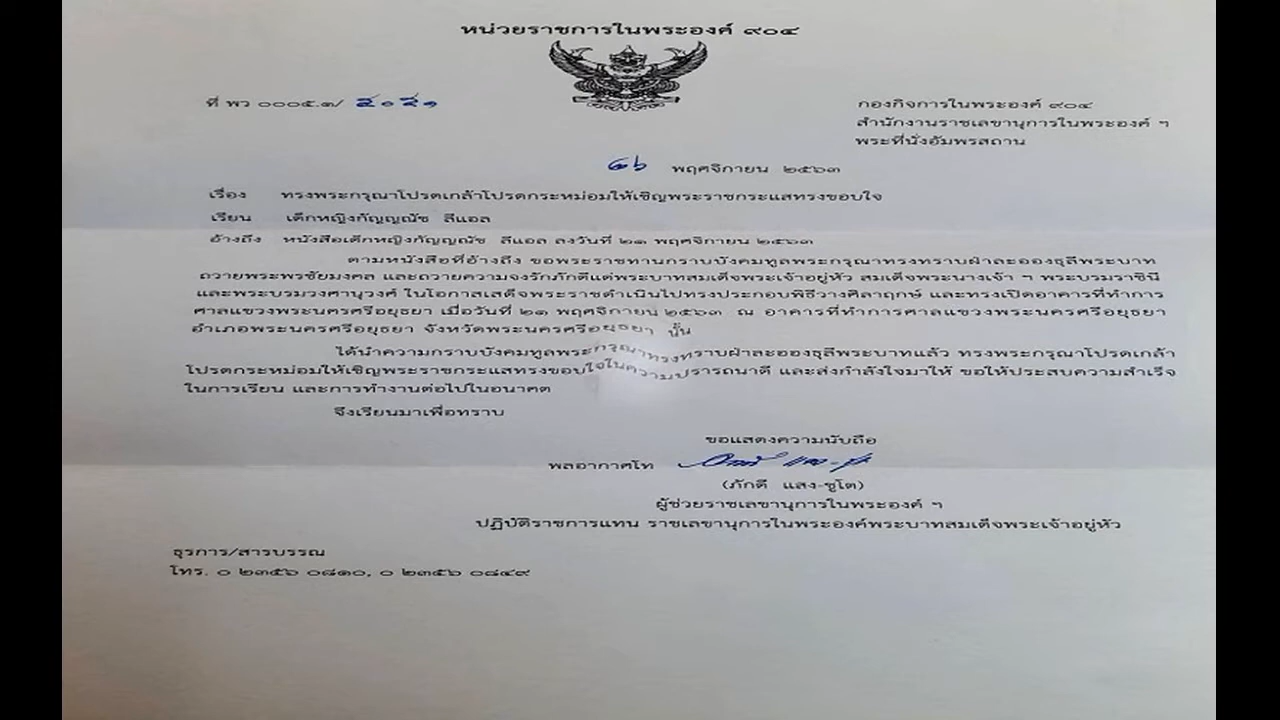 หน่วยราชการในพระองค์ ๙๐๔
ที่ พว ๐๐๐๕.๑/
กองกิจการในพระองค์ ๙๐๔
สำนักงานราชเลขานุการในพระองค์ ฯ
พระที่นั่งอัมพรสถาน
๒๖ พฤศจิกายน ๒๕๖๓
เรื่อง ทรงพระกรุณาโปรดเกล้าโปรดกระหม่อมให้เชิญพระราชกระแสทรงขอบใจ
เรียน เด็กหญิงกัญญณัช ลีแอล
อ้างถึง หนังสือเด็กหญิงกัญญณัช ลีแอล ลงวันที่ ๒๑ พฤศจิกายน ๒๕๖๓
ตามหนังสือที่อ้างถึง ขอพระราชทานกราบบังคมทูลพระกรุณาทรงทราบฝ่าละอองธุลีพระบาท
ถวายพระพรชัยมงคล และถวายความจงรักภักดีแด่พระบาทสมเด็จพระเจ้าอยู่หัว สมเด็จพระนางเจ้า ฯ พระบรมราชินี
และพระบรมวงศานุวงศ์ ในโอกาสเสด็จพระราชดำเนินไปทรงประกอบพิธีวางศิลาฤกษ์ และทรงเปิดอาคารที่ทำการ
ศาลแขวงพระนครศรีอยุธยา เมื่อวันที่ ๒๑ พฤศจิกายน ๒๕๖๓ ณ อาคารที่ทำการศาลแขวงพระนครศรีอยุธยา
อำเภอพระนครศรีอยุธยา จังหวัดพระนครศรีอยุธยา นั้น
ได้นำความกราบบังคมทูลพระกรุณาทรงทราบฝ่าละอองธุลีพระบาทแล้ว ทรงพระกรุณาโปรดเกล้า
โปรดกระหม่อมให้เชิญพระราชกระแสทรงขอบใจในความปรารถนาดี และส่งกำลังใจมาให้ ขอให้ประสบความสำเร็จ
ในการเรียน และการทำงานต่อไปในอนาคต
จึงเรียนมาเพื่อทราบ
ขอแสดงความนับถือ
พลอากาศโท
(ภักดี แสง-ชูโต)
ผู้ช่วยราชเลขานุการในพระองค์ ฯ
ปฏิบัติราชการแทน ราชเลขานุการในพระองค์พระบาทสมเด็จพระเจ้าอยู่หัว
ธุรการ/สารบรรณ
โทร. ๐ ๒๓๕๖ ๐๘๑๐, ๐ ๒๓๕๖ ๐๘๔๙